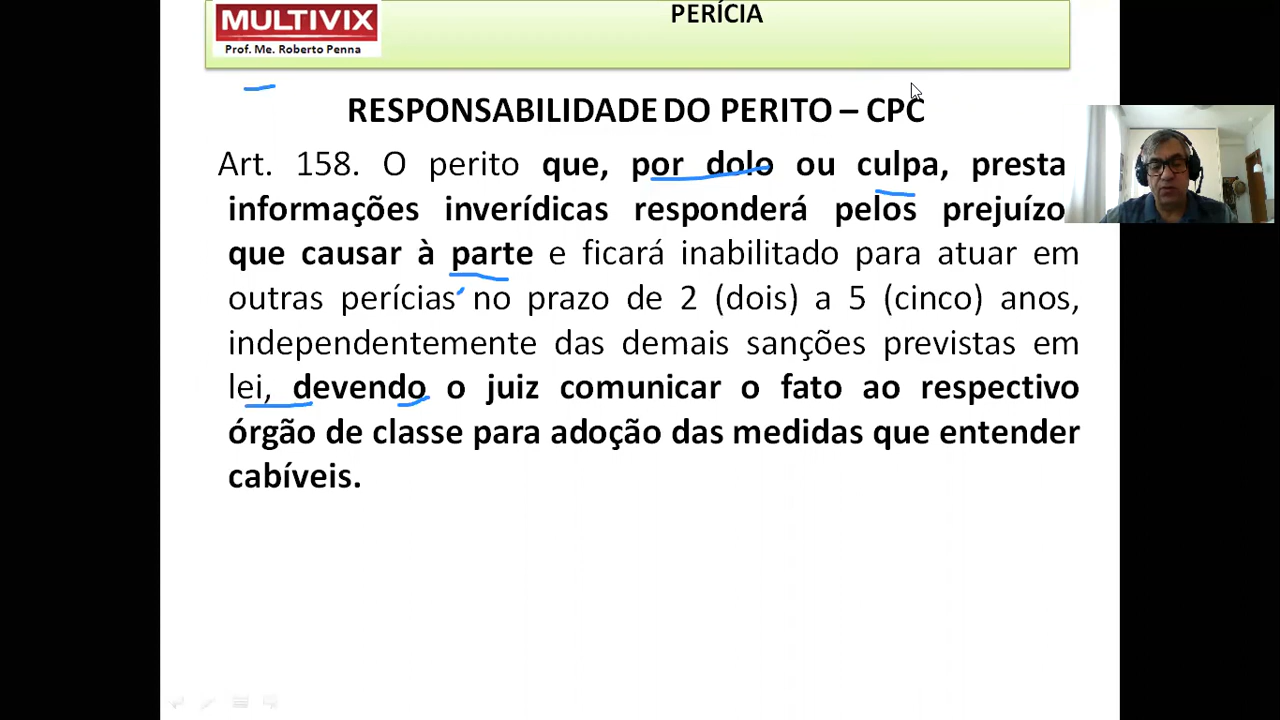 MULTIVIX
Prof. Me. Roberto Penna
PERÍCIA
RESPONSABILIDADE DO PERITO – CPC
Art. 158. O perito que, por dolo ou culpa, presta
informações inverídicas responderá pelos prejuízo
que causar à parte e ficará inabilitado para atuar em
outras perícias no prazo de 2 (dois) a 5 (cinco) anos,
independentemente das demais sanções previstas em
lei, devendo o juiz comunicar o fato ao respectivo
órgão de classe para adoção das medidas que entender
cabíveis.